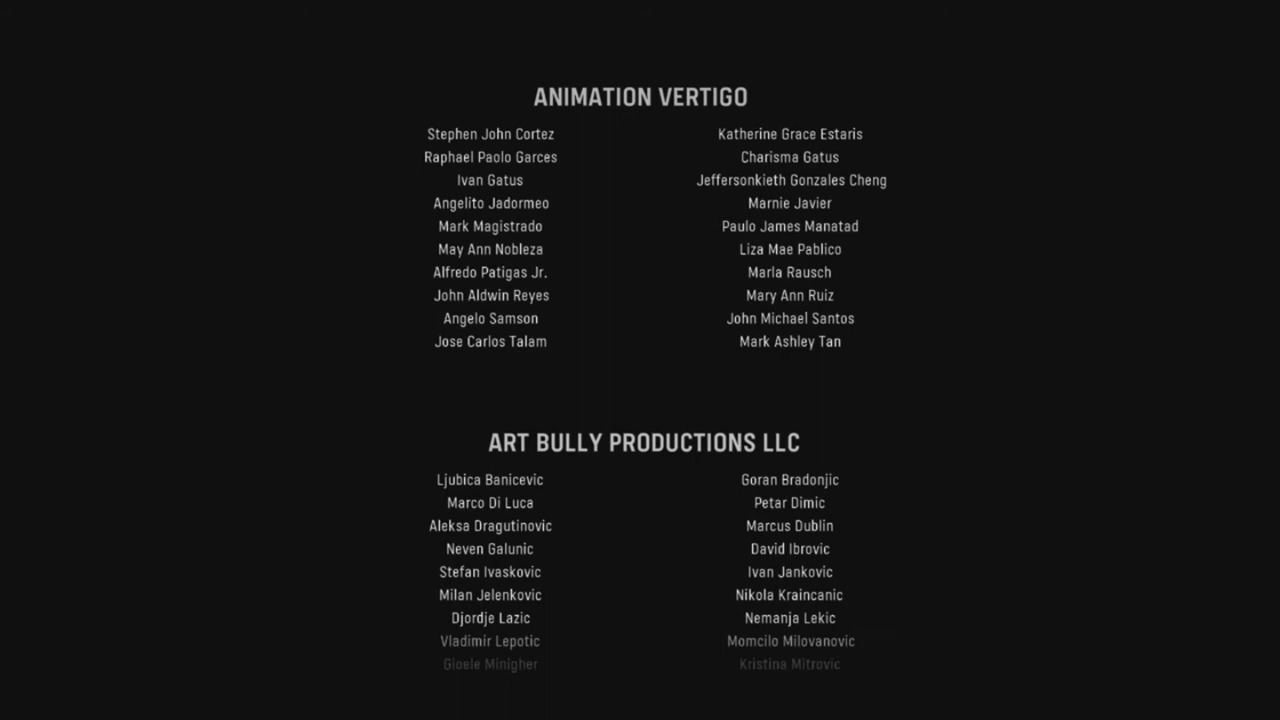 ANIMATION VERTIGO
Stephen John Cortez Katherine Grace Estaris
Raphael Paolo Garces Charisma Gatus
Ivan Gatus Jeffersonkieth Gonzales Cheng
Angelito Jadormeo Marnie Javier
Mark Magistrado Paulo James Manatad
May Ann Nobleza Liza Mae Pablico
Alfredo Patigas Jr. Marla Rausch
John Aldwin Reyes Mary Ann Ruiz
Angelo Samson John Michael Santos
Jose Carlos Talam Mark Ashley Tan
ART BULLY PRODUCTIONS LLC
Ljubica Banicevic Goran Bradonjic
Marco Di Luca Petar Dimic
Aleksa Dragutinovic Marcus Dublin
Neven Galunic David Ibrovic
Stefan Ivaskovic Ivan Jankovic
Milan Jelenkovic Nikola Kraincanic
Djordje Lazic Nemanja Lekic
Vladimir Lepotic Momcilo Milovanovic
Gioele Minigher Kristina Mitrovic